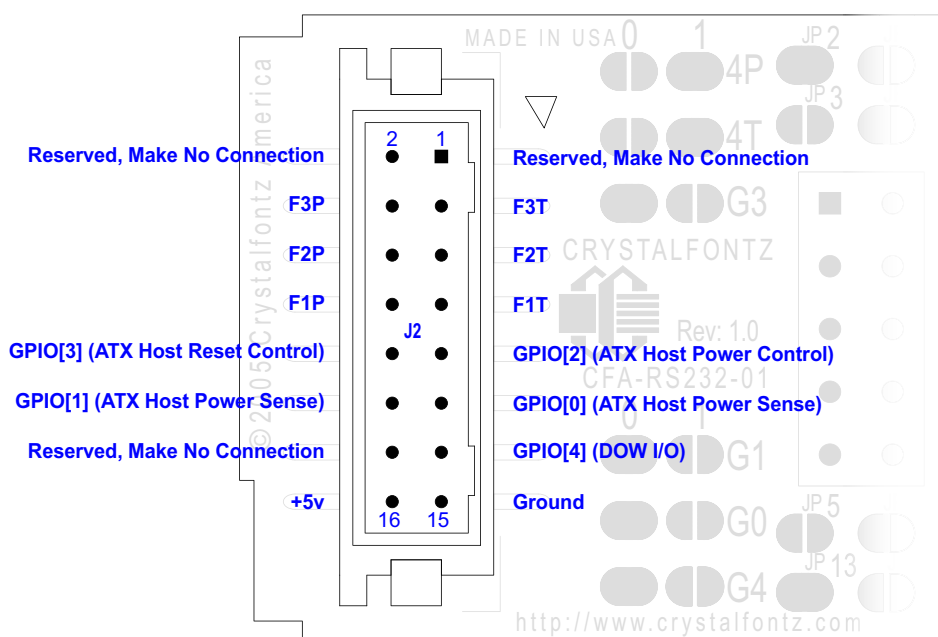 MADE IN USA 0 1 JP2
4P
JP3
2 1
4T
Reserved, Make No Connection
Reserved, Make No Connection
F3P
F3T
G3
F2P
F2T
CRYSTALFONTZ
F1P
F1T
J2
Rev: 1.0
GPIO[3] (ATX Host Reset Control)
GPIO[2] (ATX Host Power Control)
CFA-RS232-01
GPIO[1] (ATX Host Power Sense)
GPIO[0] (ATX Host Power Sense)
0 1
Reserved, Make No Connection
GPIO[4] (DOW I/O)
G1
+5v
Ground
16 15
JP5
G0
JP13
G4
http://www.crystalfontz.com
©2005Crystalfontz America